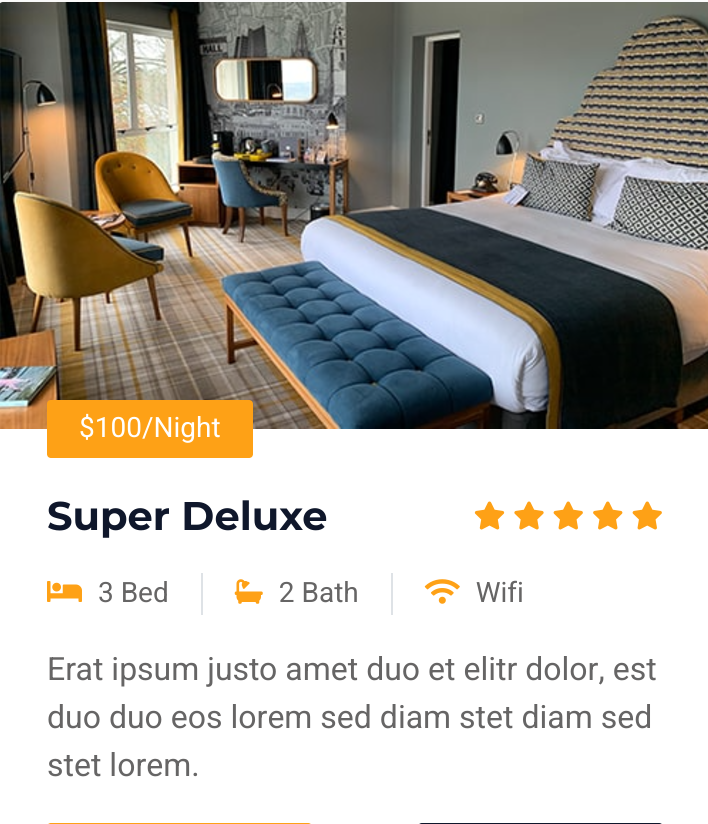 HALL
$100/Night
Super Deluxe
3 Bed
2 Bath
Wifi
Erat ipsum justo amet duo et elitr dolor, est
duo duo eos lorem sed diam stet diam sed
stet lorem.